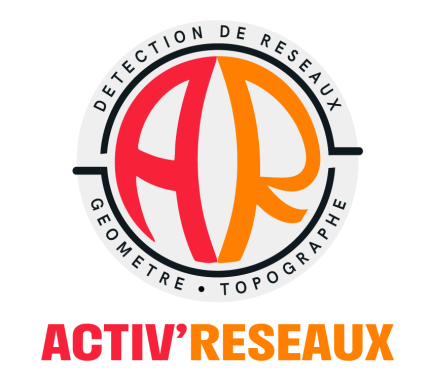 DETECTION DE RESEAUX
AR
GEOMETRE • TOPOGRAPHE
ACTIV'RESEAUX